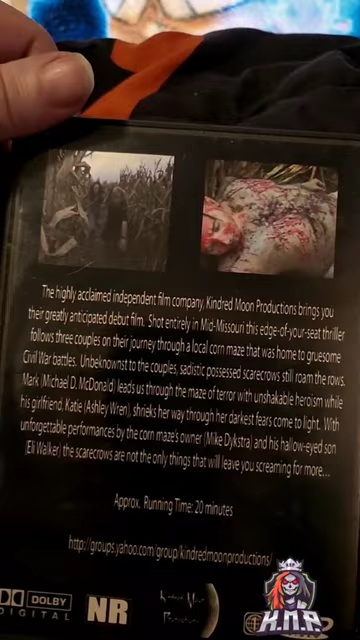 The highly acclaimed independent film company, Kindred Moon Productions brings you
their greatly anticipated debut film. Shot entirely in Mid-Missouri this edge-of-your-seat thriller
follows three couples on their journey through a local corn maze that was home to gruesome
Civil War battles. Unbeknownst to the couples, sadistic possessed scarecrows still roam the rows.
Mark (Michael D. McDonald) leads us through the maze of terror with unshakable heroism while
his girlfriend, Katie (Ashley Wren), shrieks her way through her darkest fears come to light. With
unforgettable performances by the corn maze's owner (Mike Dykstra) and his hallow-eyed son
(Eli Walker) the scarecrows are not the only things that will leave you screaming for more...
Approx. Running Time: 20 minutes
http://groups.yahoo.com/group/kindredmoonproductions/
DOLBY
DIGITAL
NR
Kindred Moon
Productions
K.M.P.